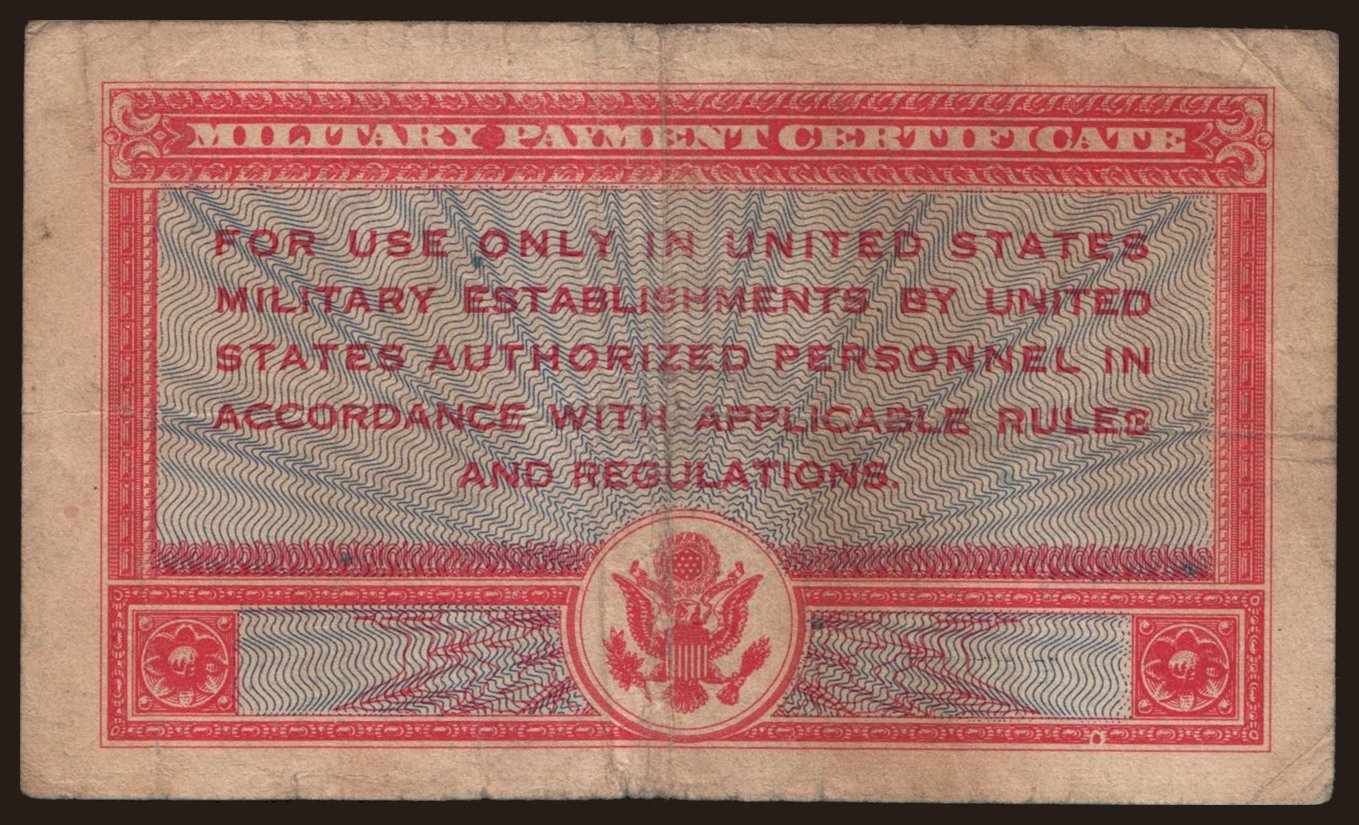 MILITARY PAYMENT CERTIFICATE
FOR USE ONLY IN UNITED STATES
MILITARY ESTABLISHMENTS BY UNITED
STATES AUTHORIZED PERSONNEL IN
ACCORDANCE WITH APPLICABLE RULES
AND REGULATIONS.